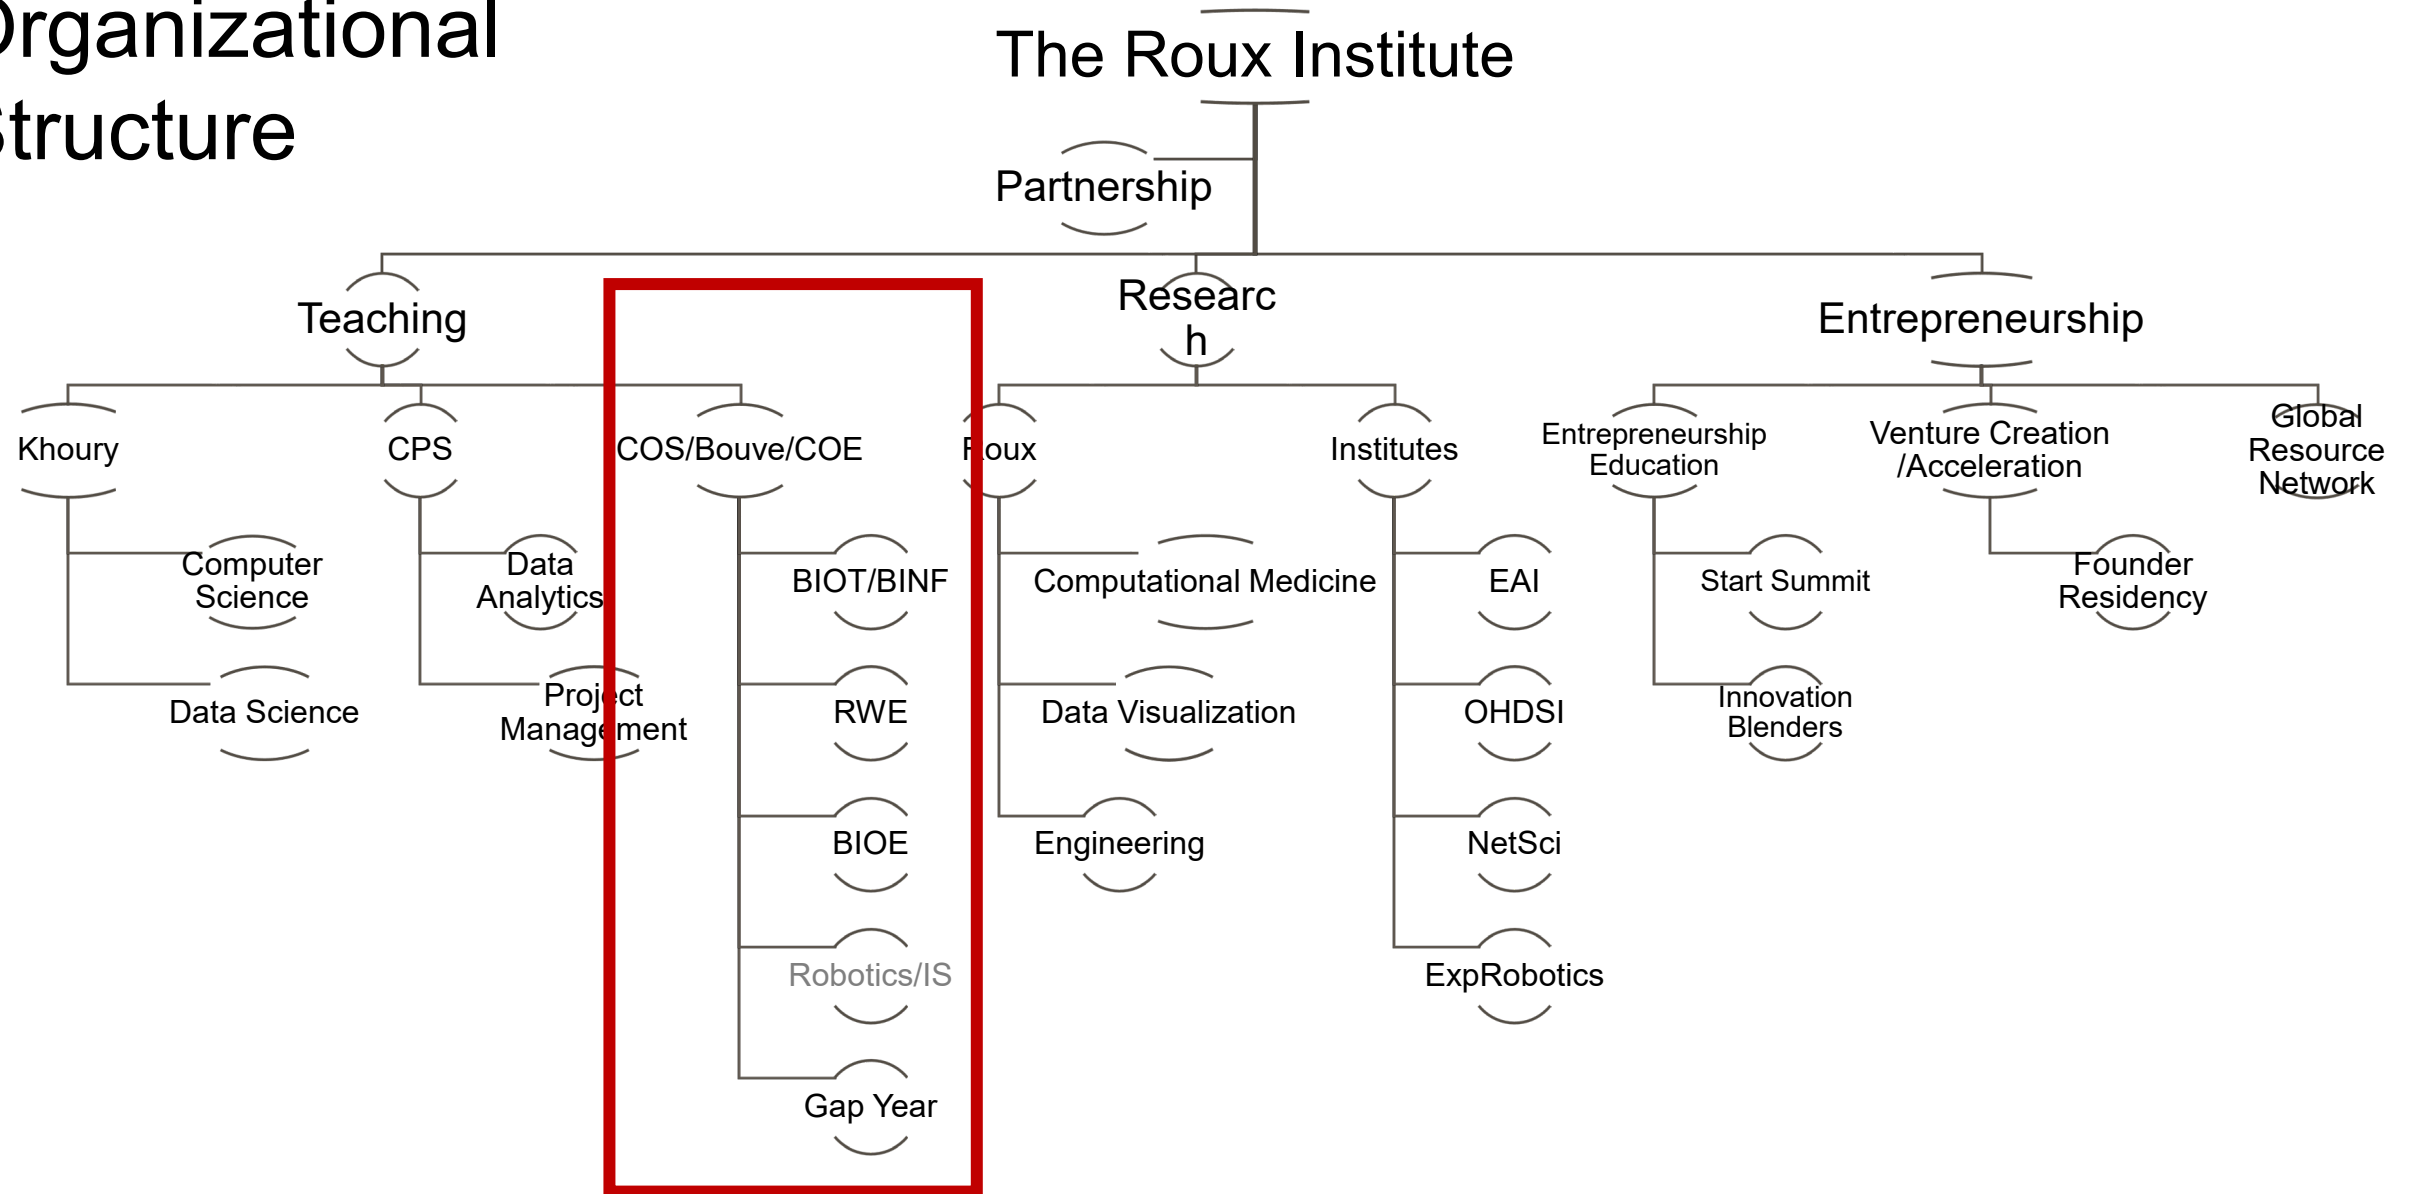 Organizational
Structure
The Roux Institute
Partnership
Teaching
Researc
h
Entrepreneurship
Khoury
CPS
COS/Bouve/COE
Roux
Institutes
Entrepreneurship
Education
Venture Creation
/Acceleration
Global
Resource
Network
Computer
Science
Data Science
Data
Analytics
Project
Management
BIOT/BINF
RWE
BIOE
Robotics/IS
Gap Year
Computational Medicine
Data Visualization
Engineering
EAI
OHDSI
NetSci
ExpRobotics
Start Summit
Innovation
Blenders
Founder
Residency